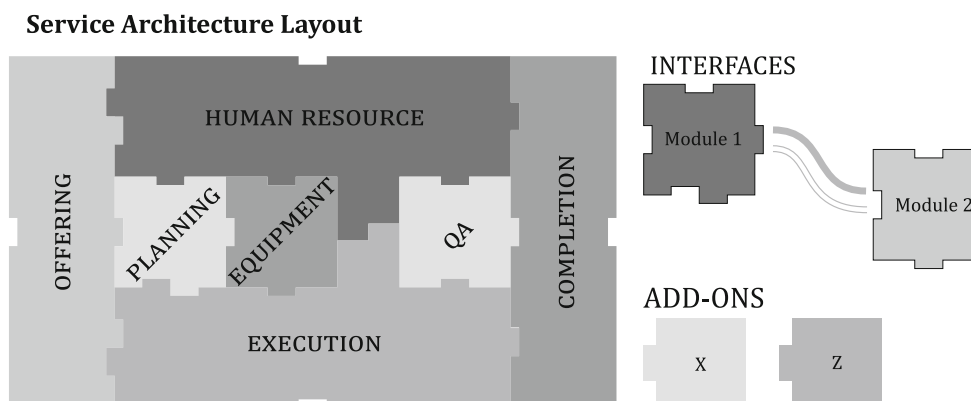 Service Architecture Layout
HUMAN RESOURCE
OFFERING
PLANNING
EQUIPMENT
QA
COMPLETION
EXECUTION
INTERFACES
Module 1
Module 2
ADD-ONS
X
Z